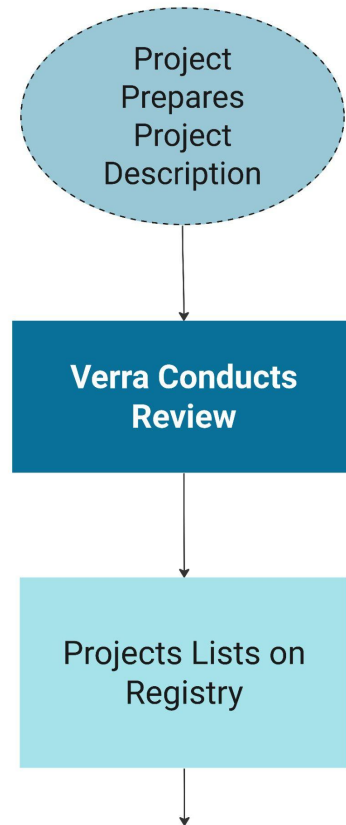 Project
Prepares
Project
Description
Verra Conducts
Review
Projects Lists on
Registry